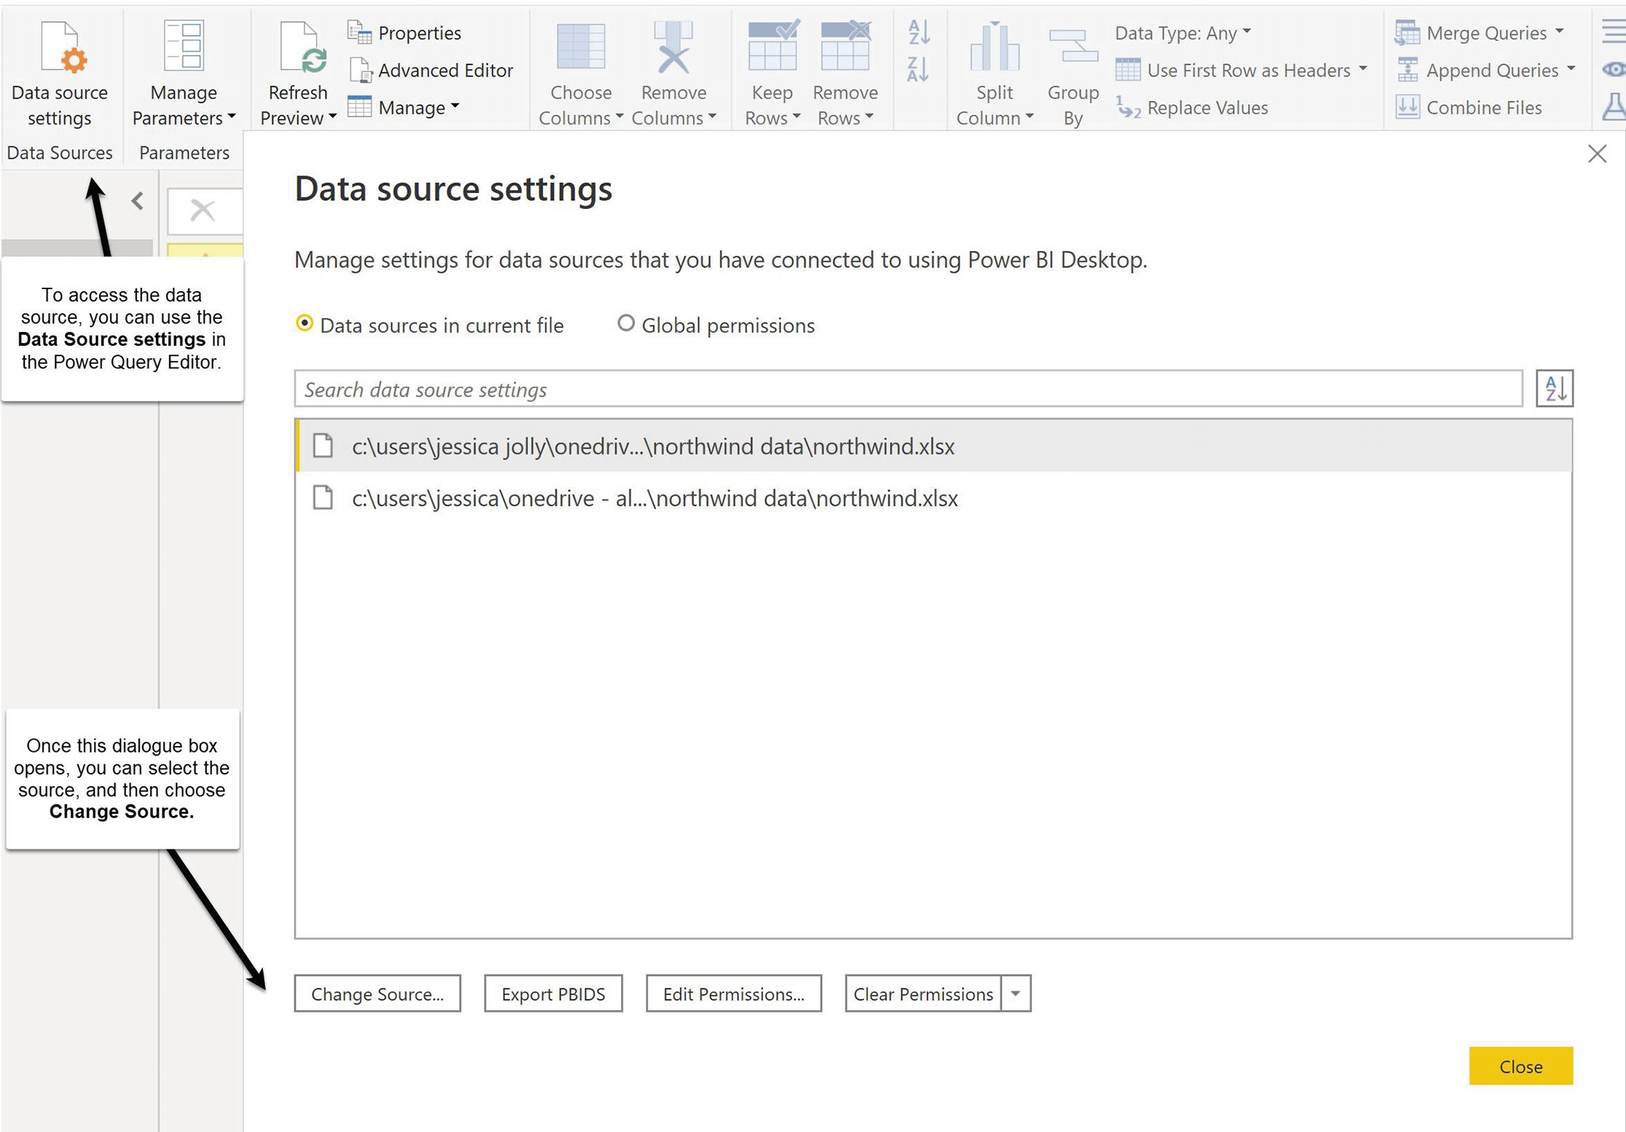 Data source settings
Manage Parameters
Refresh Preview
Properties
Advanced Editor
Manage
Choose Columns
Remove Columns
Keep Rows
Remove Rows
A Z
Z A
Split Column
Group By
Data Type: Any
Use First Row as Headers
1 2 Replace Values
Merge Queries
Append Queries
Combine Files
Data Sources
Parameters
Data source settings
Manage settings for data sources that you have connected to using Power BI Desktop.
Data sources in current file
Global permissions
Search data source settings
A Z
c:\users\jessica jolly\onedriv...\northwind data\northwind.xlsx
c:\users\jessica\onedrive - al...\northwind data\northwind.xlsx
To access the data
source, you can use the
Data Source settings in
the Power Query Editor.
Once this dialogue box
opens, you can select the
source, and then choose
Change Source.
Change Source...
Export PBIDS
Edit Permissions...
Clear Permissions
Close